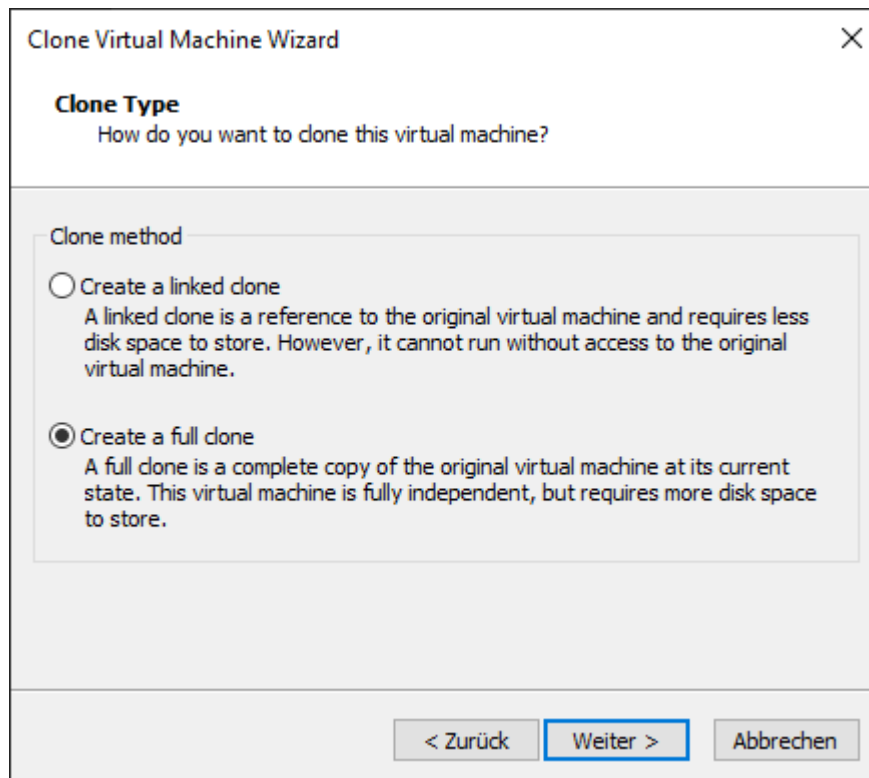 Clone Virtual Machine Wizard
Clone Type
How do you want to clone this virtual machine?
Clone method
Create a linked clone
A linked clone is a reference to the original virtual machine and requires less
disk space to store. However, it cannot run without access to the original
virtual machine.
Create a full clone
A full clone is a complete copy of the original virtual machine at its current
state. This virtual machine is fully independent, but requires more disk space
to store.
< Zurück
Weiter >
Abbrechen